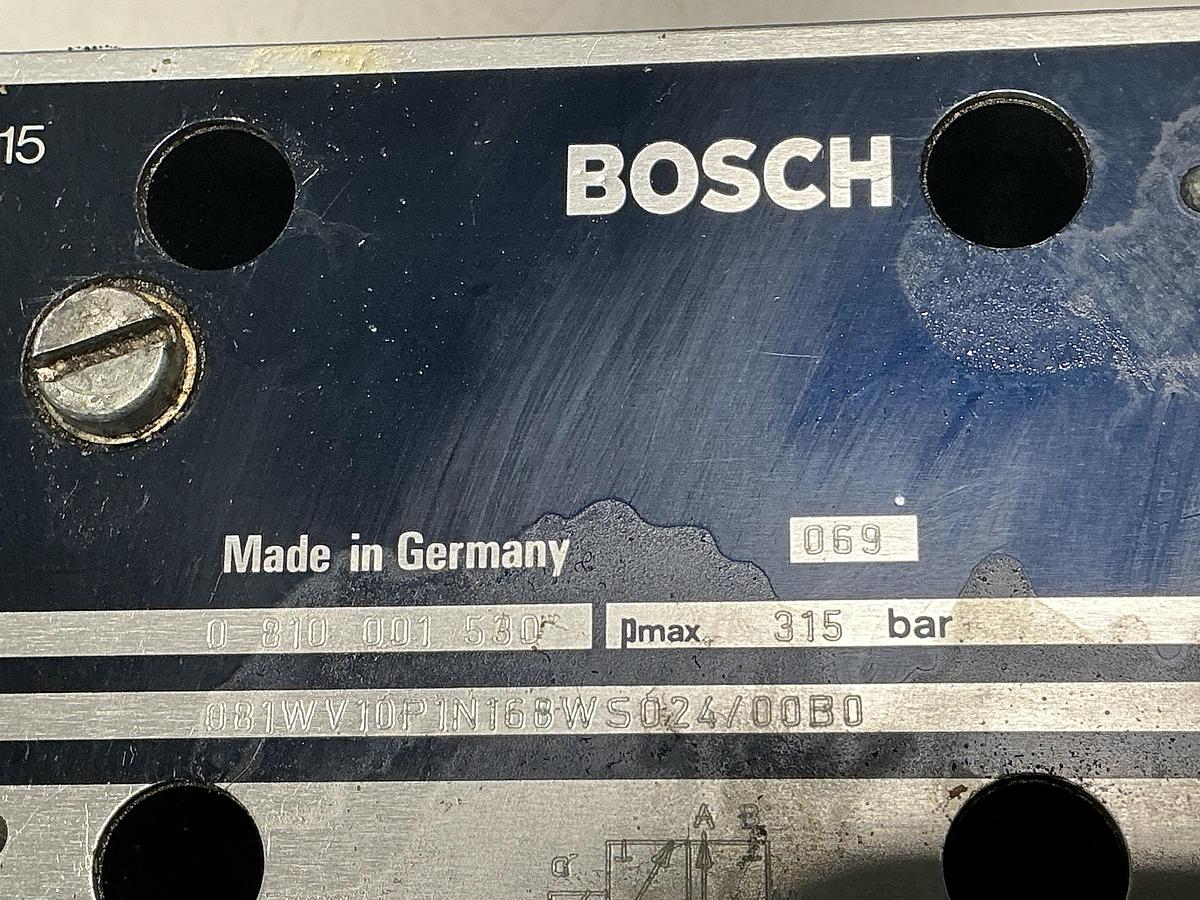 15
BOSCH
069
Made in Germany
0 810 001 530 pmax 315 bar
081WV10P1N168WS024/00B0
A B
a